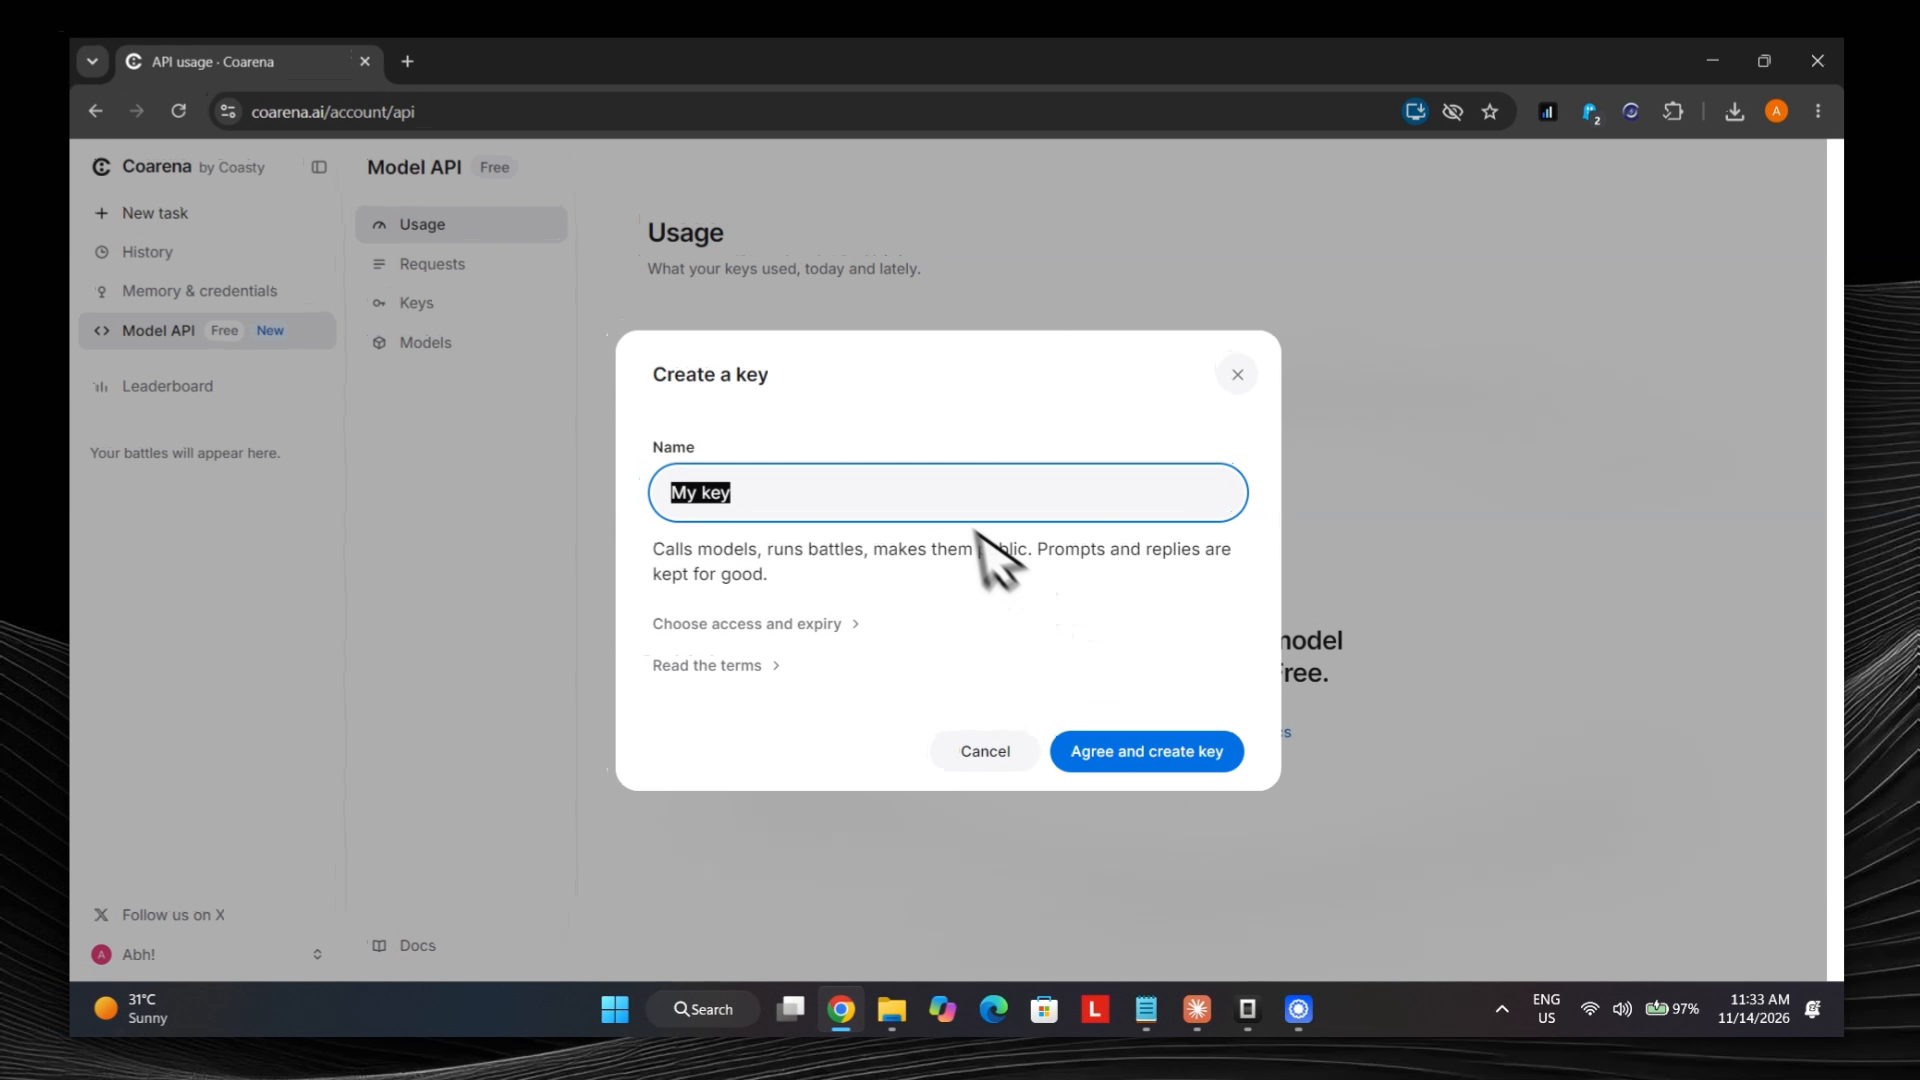 API usage · Coarena
coarena.ai/account/api
Coarena by Coasty
New task
History
Memory & credentials
Model API Free New
Leaderboard
Your battles will appear here.
Follow us on X
A Abh!
Model API Free
Usage
Requests
Keys
Models
Docs
Usage
What your keys used, today and lately.
Create a key
Name
My key
Calls models, runs battles, makes them Prompts and replies are
kept for good.
Choose access and expiry
Read the terms
Cancel
Agree and create key
A
2
31°C
Sunny
Search
L
ENG
US
97%
11:33 AM
11/14/2026